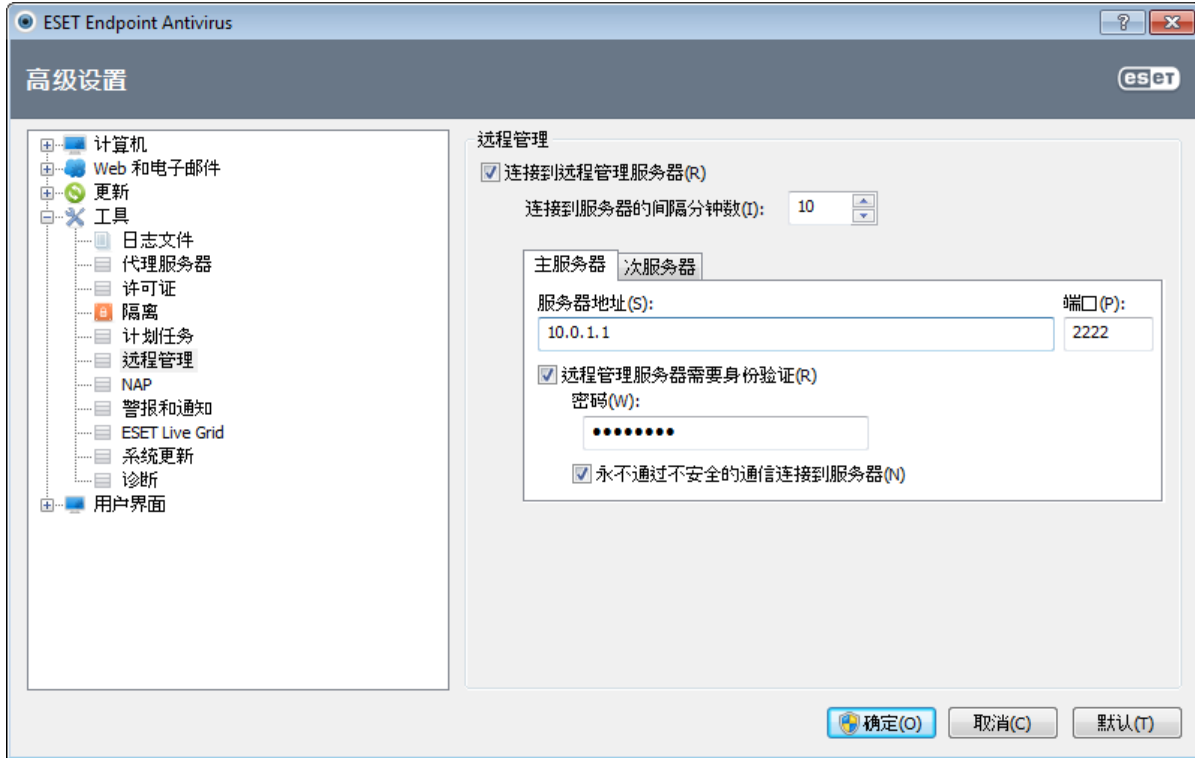 ESET Endpoint Antivirus
高级设置
eset
计算机
Web 和电子邮件
更新
工具
日志文件
代理服务器
许可证
隔离
计划任务
远程管理
NAP
警报和通知
ESET Live Grid
系统更新
诊断
用户界面
远程管理
连接到远程管理服务器(R)
连接到服务器的间隔分钟数(I): 10
主服务器 次服务器
服务器地址(S): 端口(P):
10.0.1.1 2222
远程管理服务器需要身份验证(R)
密码(W):
••••••••
永不通过不安全的通信连接到服务器(N)
确定(O) 取消(C) 默认(T)